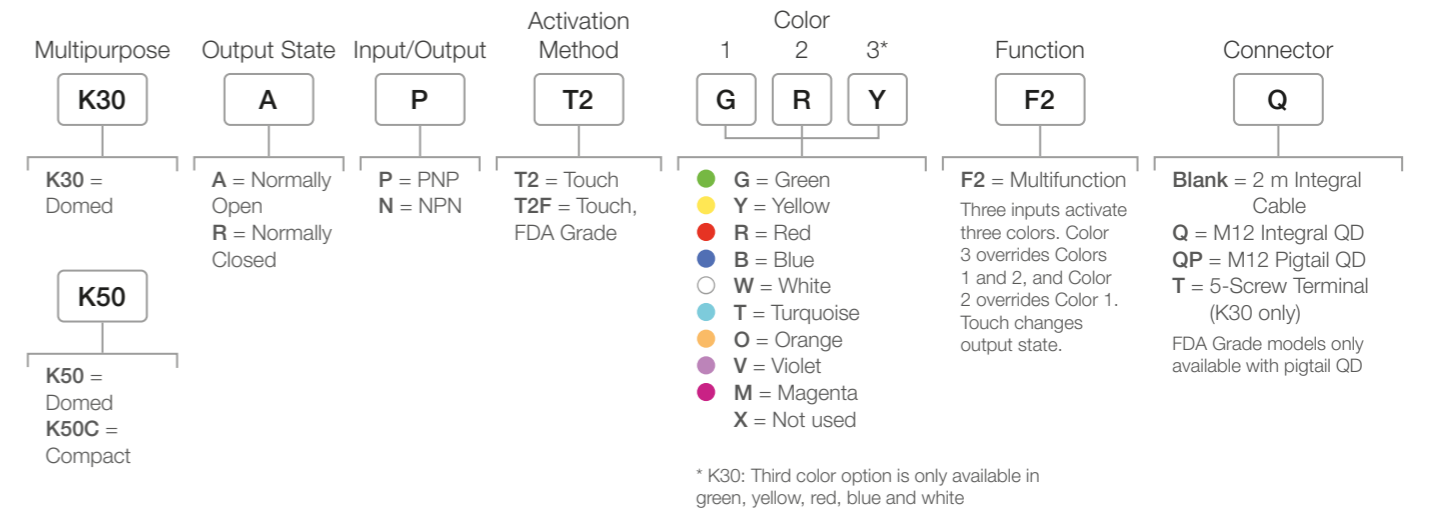 Multipurpose
K30
K30 =
Domed
K50
K50 =
Domed
K50C =
Compact
Output State
A
A = Normally
Open
R = Normally
Closed
Input/Output
P
P = PNP
N = NPN
Activation
Method
T2
T2 = Touch
T2F = Touch,
FDA Grade
Color
1 2 3*
G R Y
G = Green
Y = Yellow
R = Red
B = Blue
W = White
T = Turquoise
O = Orange
V = Violet
M = Magenta
X = Not used
* K30: Third color option is only available in
green, yellow, red, blue and white
Function
F2
F2 = Multifunction
Three inputs activate
three colors. Color
3 overrides Colors
1 and 2, and Color
2 overrides Color 1.
Touch changes
output state.
Connector
Q
Blank = 2 m Integral
Cable
Q = M12 Integral QD
QP = M12 Pigtail QD
T = 5-Screw Terminal
(K30 only)
FDA Grade models only
available with pigtail QD